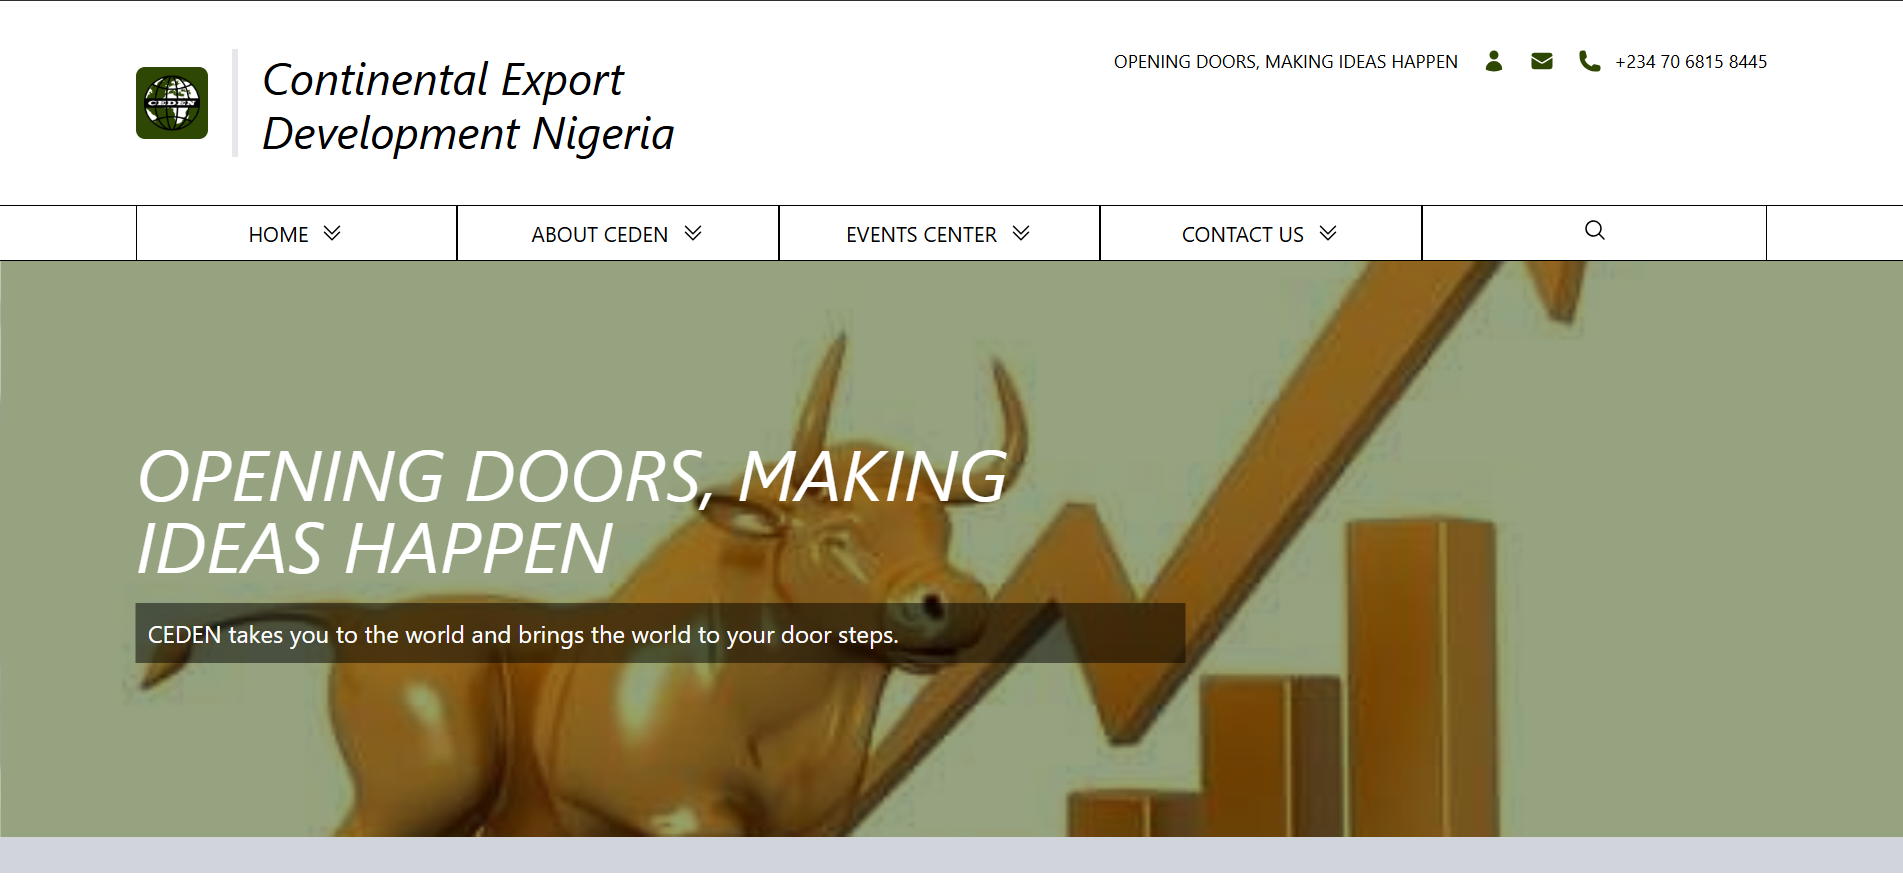 CEDEN
Continental Export
Development Nigeria
OPENING DOORS, MAKING IDEAS HAPPEN
+234 70 6815 8445
HOME
ABOUT CEDEN
EVENTS CENTER
CONTACT US
OPENING DOORS, MAKING
IDEAS HAPPEN
CEDEN takes you to the world and brings the world to your door steps.